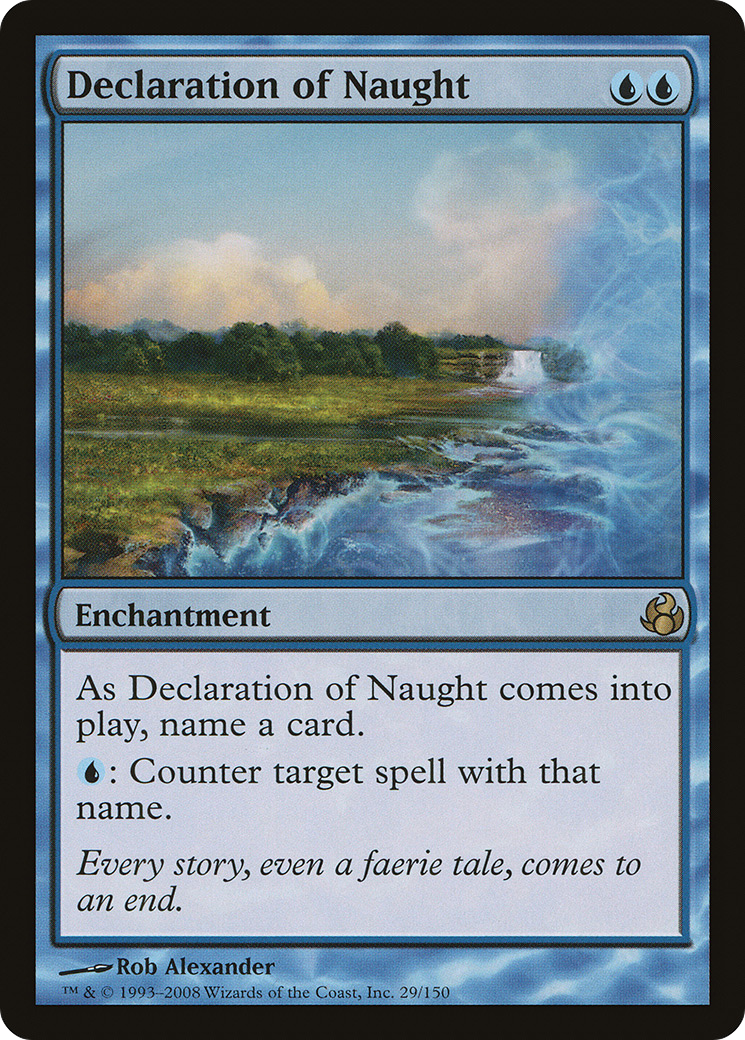 Declaration of Naught
Enchantment
As Declaration of Naught comes into
play, name a card.
: Counter target spell with that
name.
Every story, even a faerie tale, comes to
an end.
Rob Alexander
™ & © 1993–2008 Wizards of the Coast, Inc. 29/150